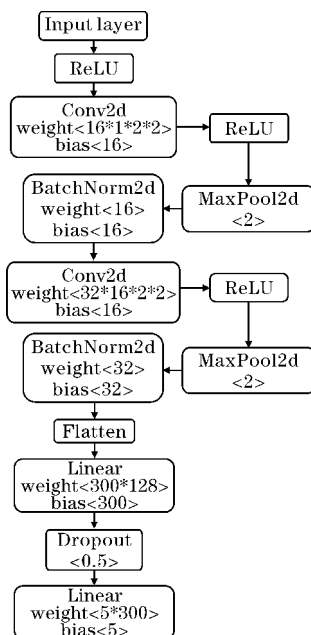 Input layer
ReLU
Conv2d
weight<16*1*2*2>
bias<16>
ReLU
MaxPool2d
<2>
BatchNorm2d
weight<16>
bias<16>
Conv2d
weight<32*16*2*2>
bias<16>
ReLU
MaxPool2d
<2>
BatchNorm2d
weight<32>
bias<32>
Flatten
Linear
weight<300*128>
bias<300>
Dropout
<0.5>
Linear
weight<5*300>
bias<5>